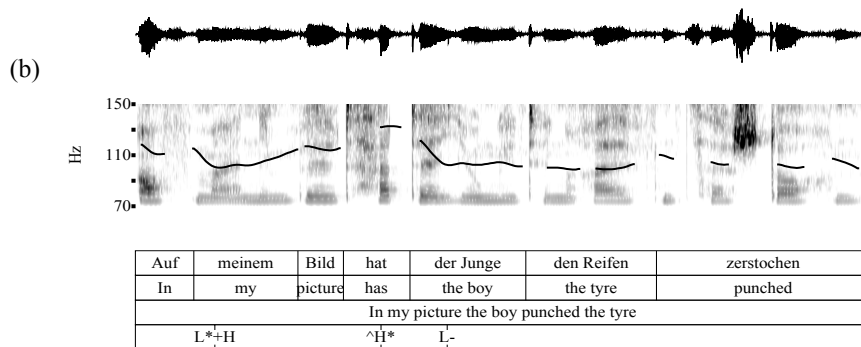 (b)
150
110
70
Hz
Auf meinem Bild hat der Junge den Reifen zerstochen
In my picture has the boy the tyre punched
In my picture the boy punched the tyre
L*+H ^H* L-